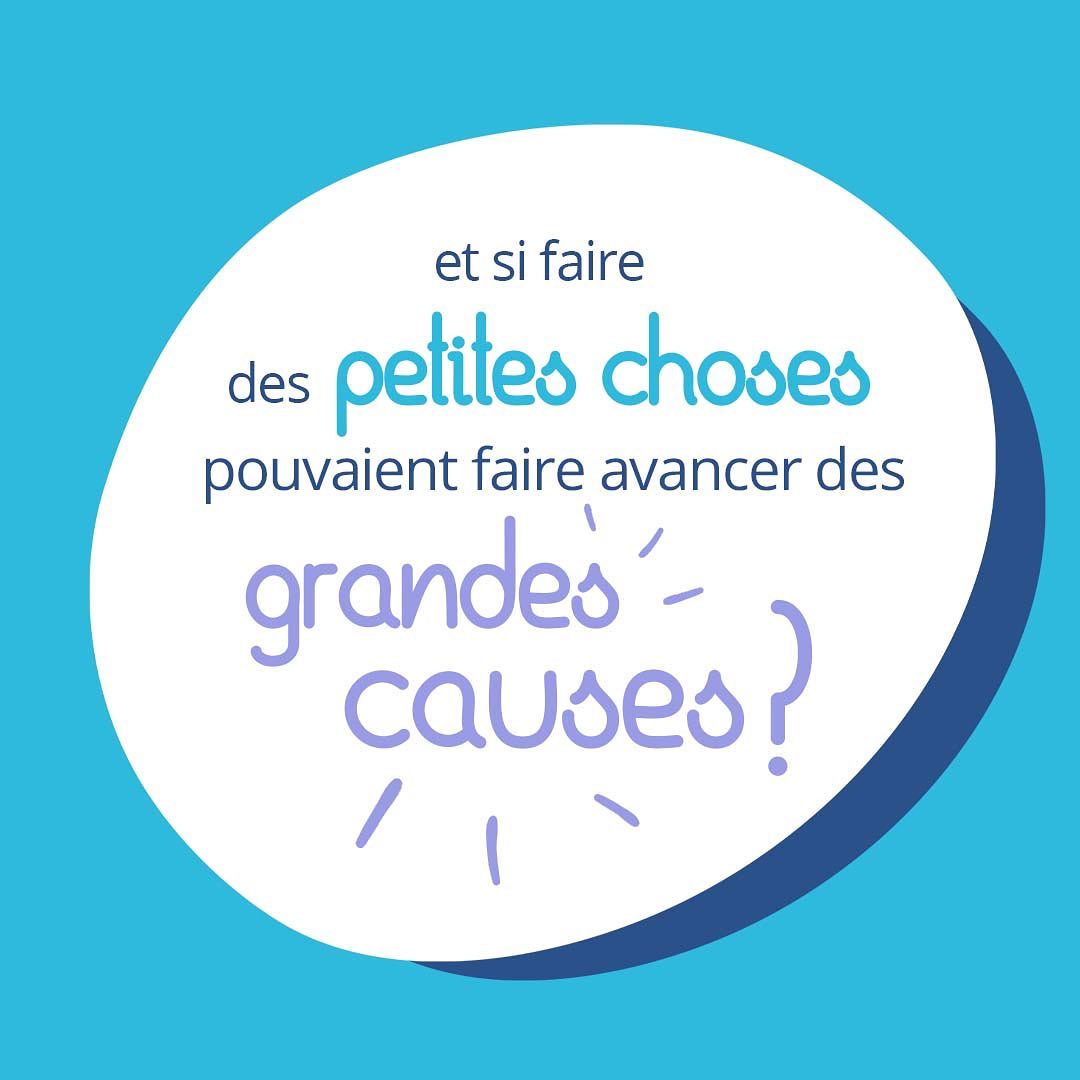 et si faire
des petites choses
pouvaient faire avancer des
grandes
causes?